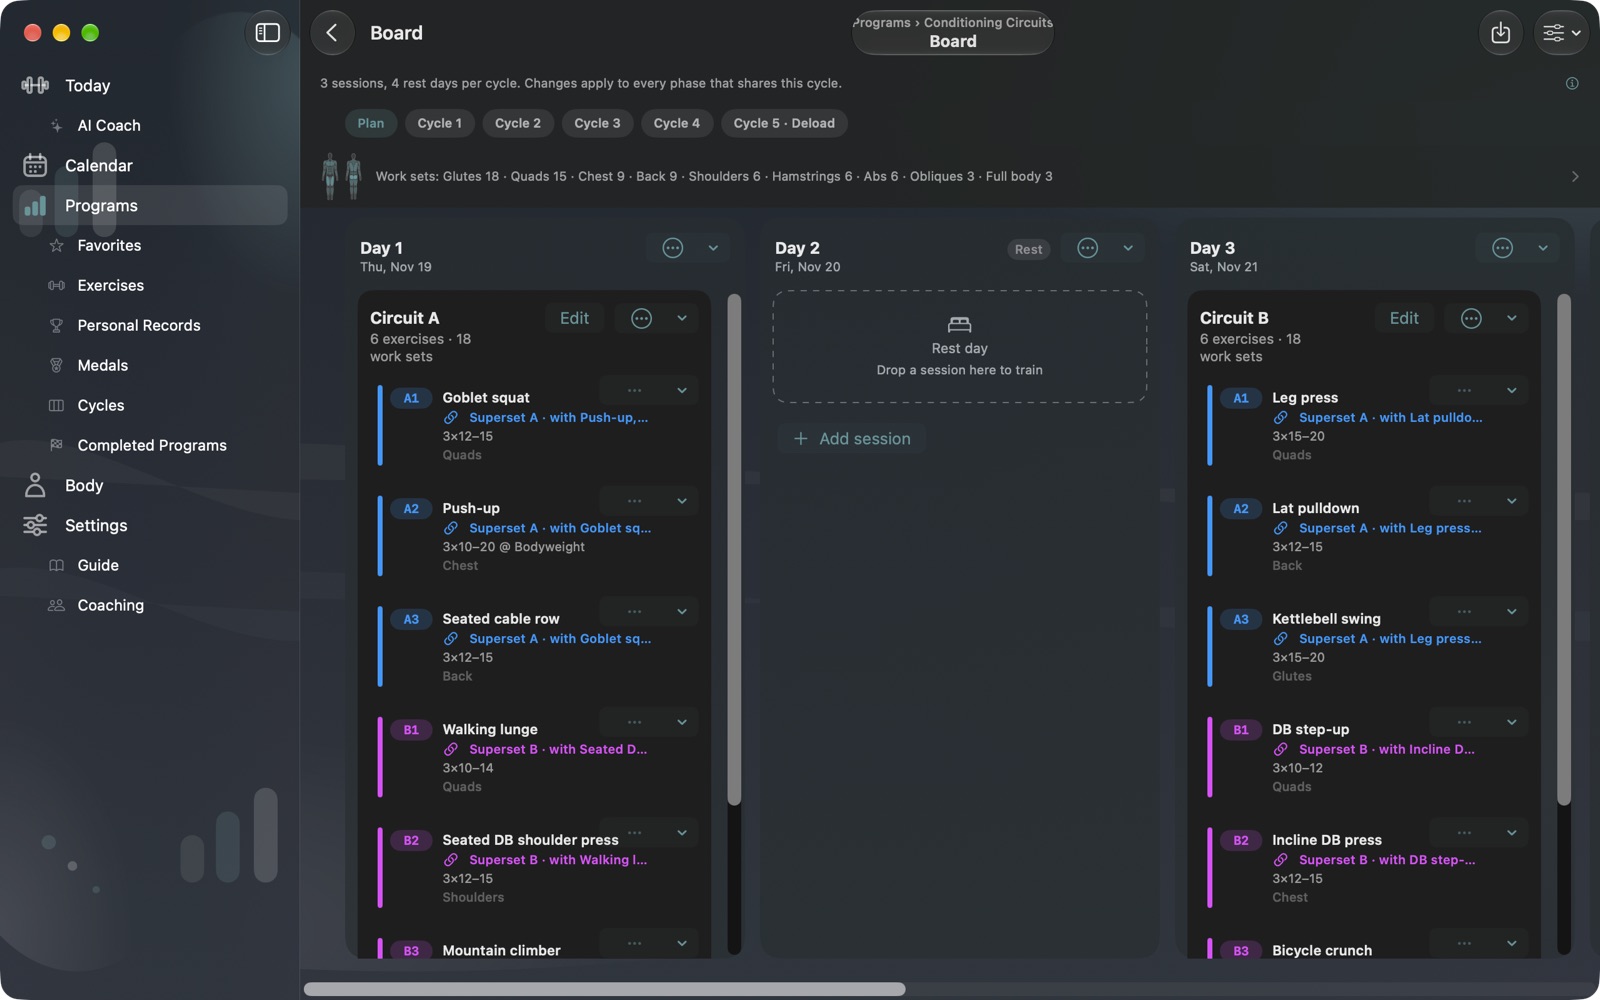 Today
AI Coach
Calendar
Programs
Favorites
Exercises
Personal Records
Medals
Cycles
Completed Programs
Body
Settings
Guide
Coaching
Board
Programs › Conditioning Circuits
Board
3 sessions, 4 rest days per cycle. Changes apply to every phase that shares this cycle.
Plan
Cycle 1
Cycle 2
Cycle 3
Cycle 4
Cycle 5 · Deload
Work sets: Glutes 18 · Quads 15 · Chest 9 · Back 9 · Shoulders 6 · Hamstrings 6 · Abs 6 · Obliques 3 · Full body 3
Day 1
Thu, Nov 19
Circuit A
Edit
6 exercises · 18
work sets
A1 Goblet squat
Superset A · with Push-up,...
3×12–15
Quads
A2 Push-up
Superset A · with Goblet sq...
3×10–20 @ Bodyweight
Chest
A3 Seated cable row
Superset A · with Goblet sq...
3×12–15
Back
B1 Walking lunge
Superset B · with Seated D...
3×10–14
Quads
B2 Seated DB shoulder press
Superset B · with Walking l...
3×12–15
Shoulders
B3 Mountain climber
Day 2
Fri, Nov 20
Rest
Rest day
Drop a session here to train
+ Add session
Day 3
Sat, Nov 21
Circuit B
Edit
6 exercises · 18
work sets
A1 Leg press
Superset A · with Lat pulldo...
3×15–20
Quads
A2 Lat pulldown
Superset A · with Leg press...
3×12–15
Back
A3 Kettlebell swing
Superset A · with Leg press...
3×15–20
Glutes
B1 DB step-up
Superset B · with Incline D...
3×10–12
Quads
B2 Incline DB press
Superset B · with DB step-...
3×12–15
Chest
B3 Bicycle crunch